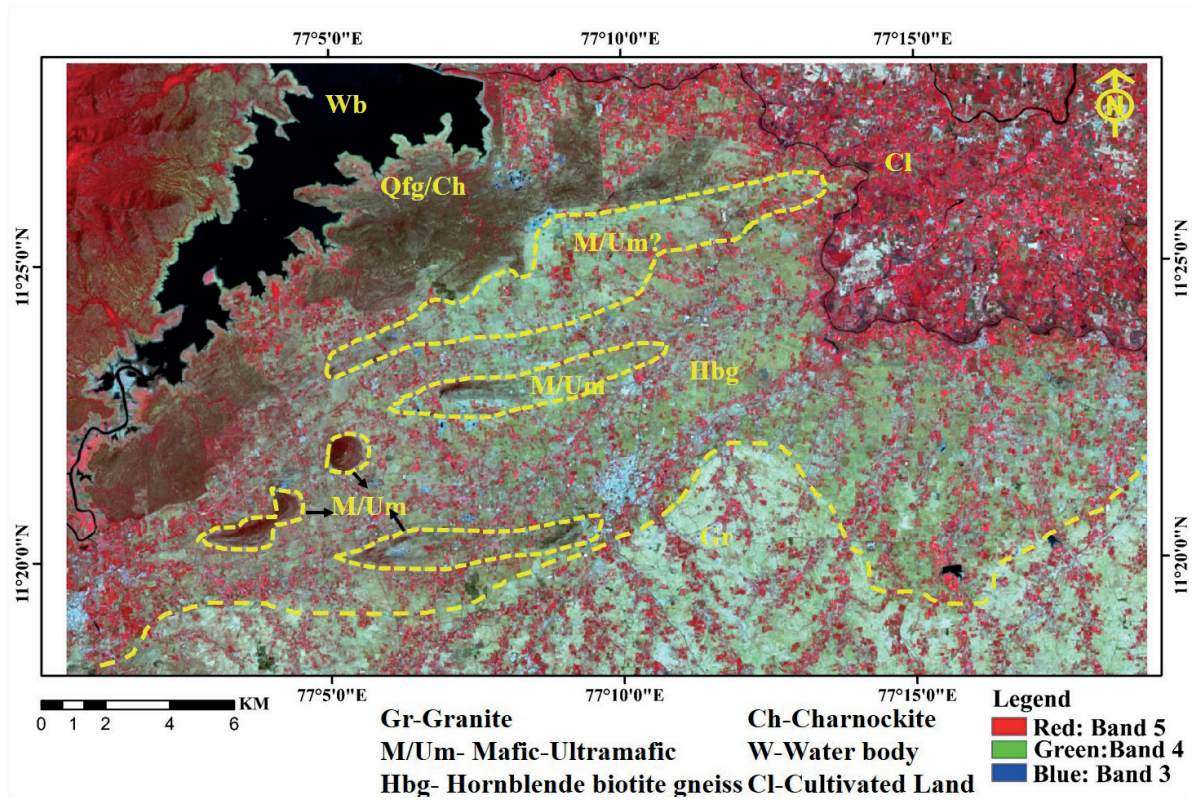 77°5'0"E 77°10'0"E 77°15'0"E
Wb
N
Qfg/Ch
Cl
M/Um?
11°25'0"N
11°25'0"N
M/Um
Hbg
M/Um
Gr
11°20'0"N
11°20'0"N
77°5'0"E 77°10'0"E 77°15'0"E
KM
0 1 2 4 6
Gr-Granite
M/Um- Mafic-Ultramafic
Hbg- Hornblende biotite gneiss
Ch-Charnockite
W-Water body
Cl-Cultivated Land
Legend
Red: Band 5
Green:Band 4
Blue: Band 3